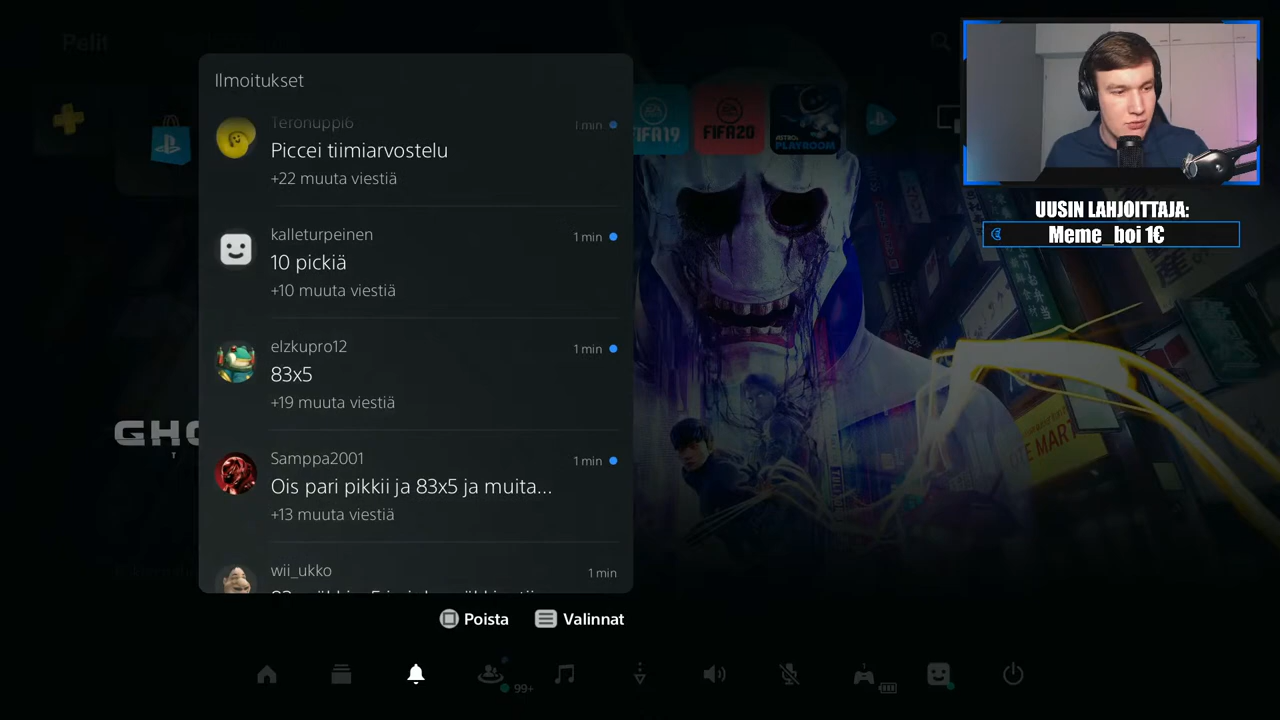 Pelit
Ilmoitukset
Teronuppi6
1 min
Piccei tiimiarvostelu
+22 muuta viestiä
kalleturpeinen
1 min
10 pickiä
+10 muuta viestiä
elzkupro12
1 min
83x5
+19 muuta viestiä
Samppa2001
1 min
Ois pari pikkii ja 83x5 ja muita...
+13 muuta viestiä
wii_ukko
1 min
Poista
Valinnat
99+
FIFA19
FIFA20
ASTRO's
PLAYROOM
GHO
UUSIN LAHJOITTAJA:
Meme_boi 1€